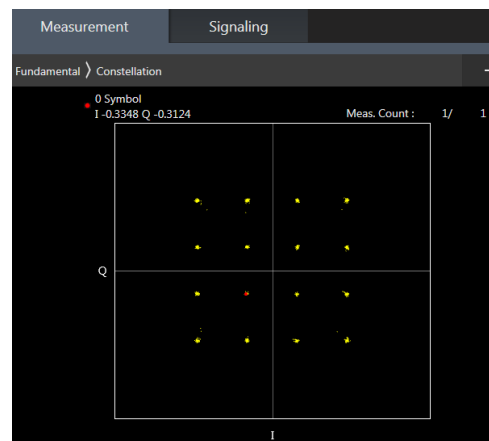 Measurement Signaling
Fundamental 〉 Constellation
0 Symbol
I -0.3348 Q -0.3124 Meas. Count : 1/ 1
Q
I